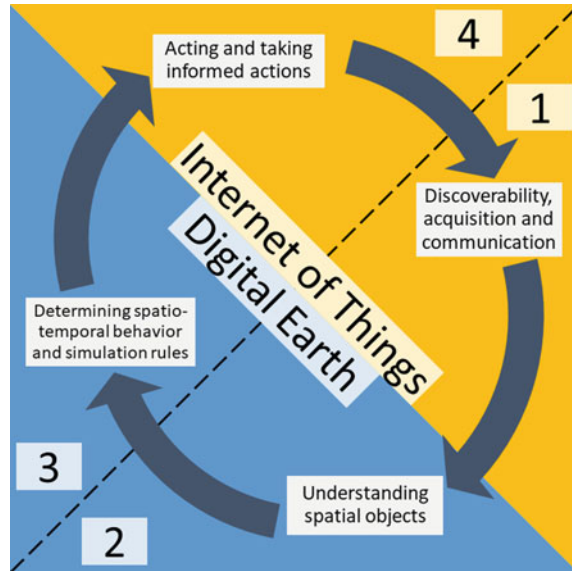 Acting and taking
informed actions
4
1
Discoverability,
acquisition and
communication
Internet of Things
Digital Earth
Determining spatio-
temporal behavior
and simulation rules
3
2
Understanding
spatial objects